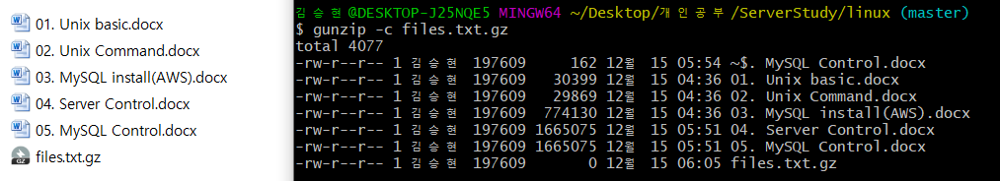 01. Unix basic.docx
02. Unix Command.docx
03. MySQL install(AWS).docx
04. Server Control.docx
05. MySQL Control.docx
files.txt.gz
김 승 현 @DESKTOP-J25NQE5 MINGW64 ~/Desktop/개 인 공 부 /ServerStudy/linux (master)
$ gunzip -c files.txt.gz
total 4077
-rw-r--r-- 1 김 승 현  197609     162 12월  15 05:54 ~$. MySQL Control.docx
-rw-r--r-- 1 김 승 현  197609   30399 12월  15 04:36 01. Unix basic.docx
-rw-r--r-- 1 김 승 현  197609   29869 12월  15 04:36 02. Unix Command.docx
-rw-r--r-- 1 김 승 현  197609  774130 12월  15 04:36 03. MySQL install(AWS).docx
-rw-r--r-- 1 김 승 현  197609 1665075 12월  15 05:51 04. Server Control.docx
-rw-r--r-- 1 김 승 현  197609 1665075 12월  15 05:51 05. MySQL Control.docx
-rw-r--r-- 1 김 승 현  197609       0 12월  15 06:05 files.txt.gz